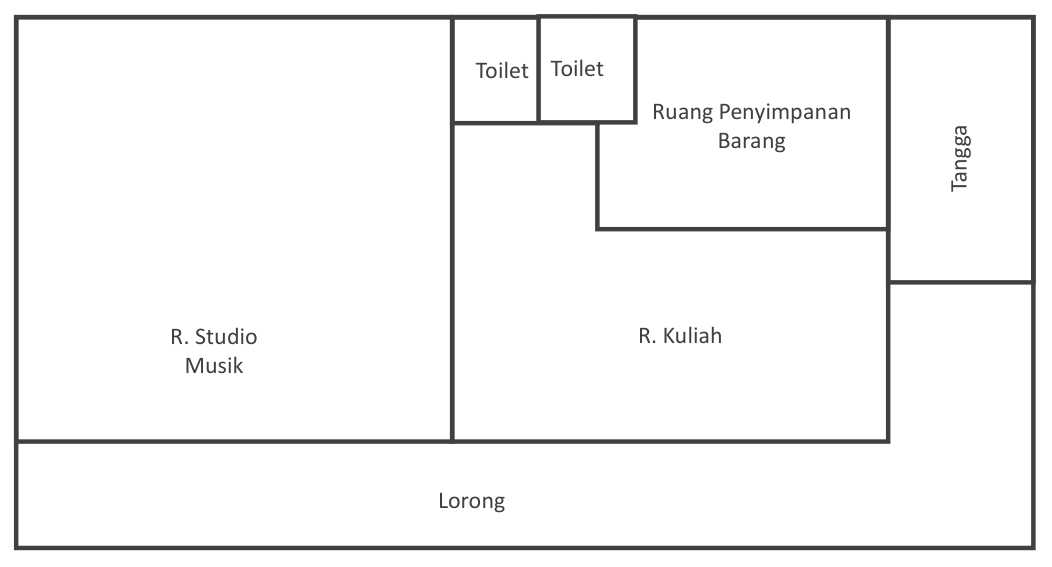 Toilet
Toilet
Ruang Penyimpanan
Barang
Tangga
R. Studio
Musik
R. Kuliah
Lorong